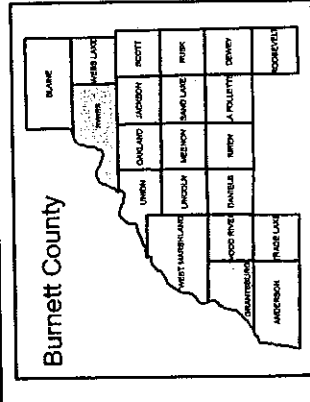 Burnett County
BLAINE
WEBB LAKE
UNION OAKLAND JACKSON SCOTT
WEST MARSHLAND LINCOLN MEENON SAND LAKE RUSK
GRANTSBURG WOOD RIVER DANIELS LA FOLLETTE DEWEY
ANDERSON TRADE LAKE ROOSEVELT